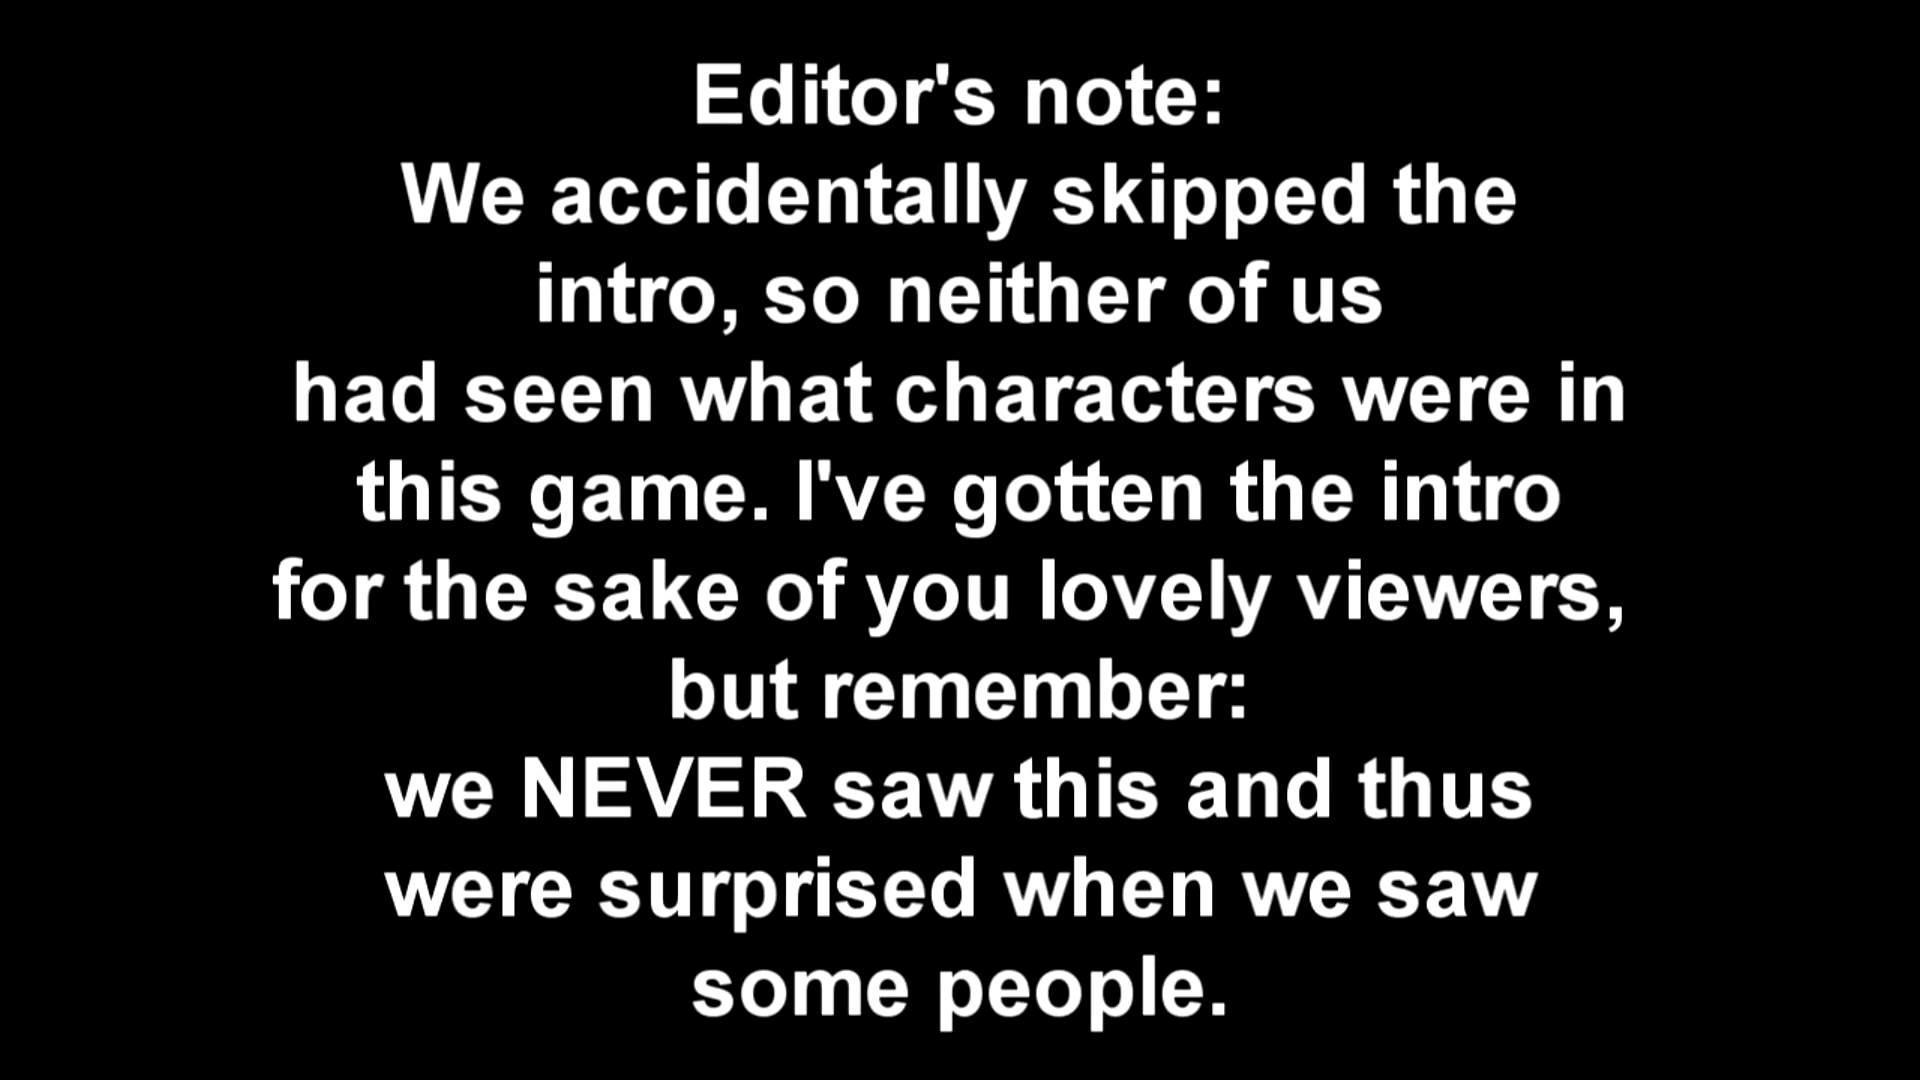 Editor's note:
We accidentally skipped the
intro, so neither of us
had seen what characters were in
this game. I've gotten the intro
for the sake of you lovely viewers,
but remember:
we NEVER saw this and thus
were surprised when we saw
some people.